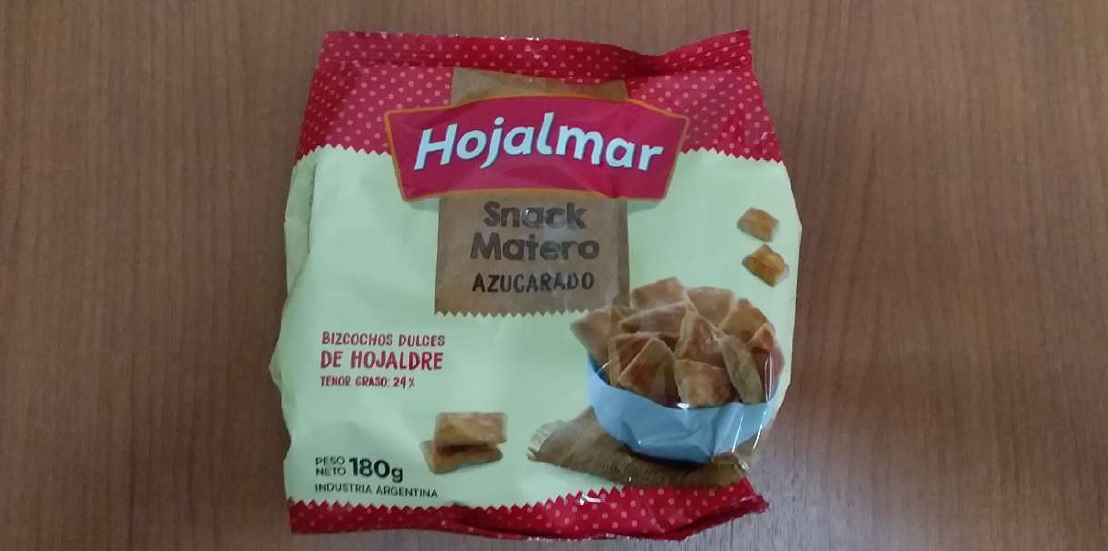 Hojalmar
Snack
Matero
AZUCARADO
BIZCOCHOS DULCES
DE HOJALDRE
TENOR GRASO: 24%
PESO
NETO 180g
INDUSTRIA ARGENTINA